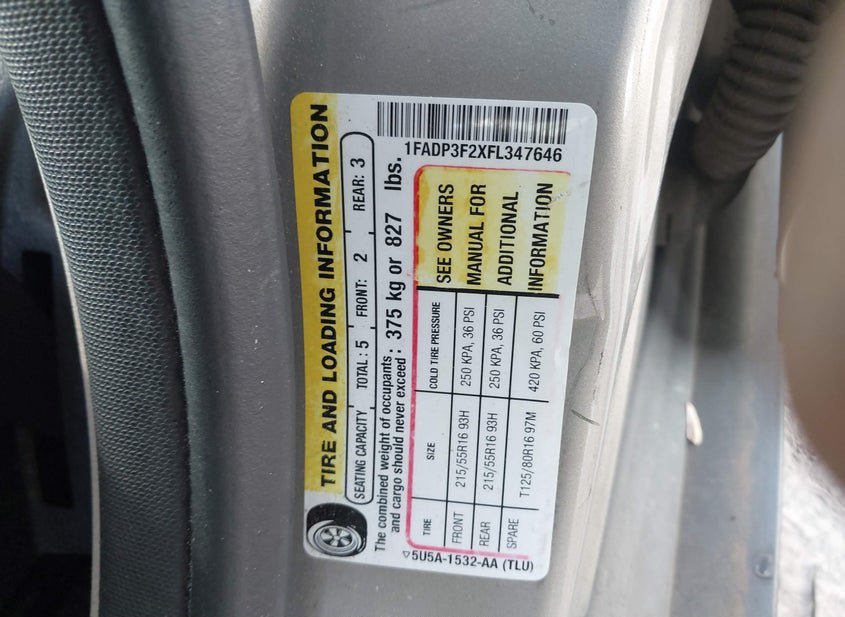 TIRE AND LOADING INFORMATION
SEATING CAPACITY TOTAL: 5 FRONT: 2 REAR: 3
The combined weight of occupants
and cargo should never exceed: 375 kg or 827 lbs.
TIRE SIZE COLD TIRE PRESSURE
FRONT 215/55R16 93H 250 KPA, 36 PSI
REAR 215/55R16 93H 250 KPA, 36 PSI
SPARE T125/80R16 97M 420 KPA, 60 PSI
SEE OWNERS
MANUAL FOR
ADDITIONAL
INFORMATION
5U5A-1532-AA (TLU)
1FADP3F2XFL347646